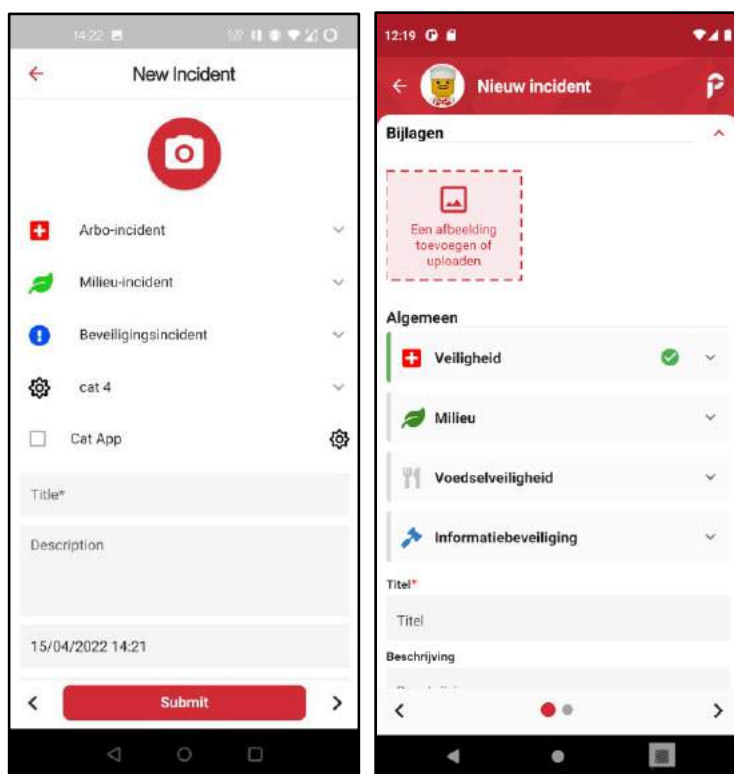 14:22
New Incident
Arbo-incident
Milieu-incident
Beveiligingsincident
cat 4
Cat App
Title*
Description
15/04/2022 14:21
Submit
12:19
Nieuw incident
Bijlagen
Een afbeelding
toevoegen of
uploaden
Algemeen
Veiligheid
Milieu
Voedselveiligheid
Informatiebeveiliging
Titel*
Titel
Beschrijving